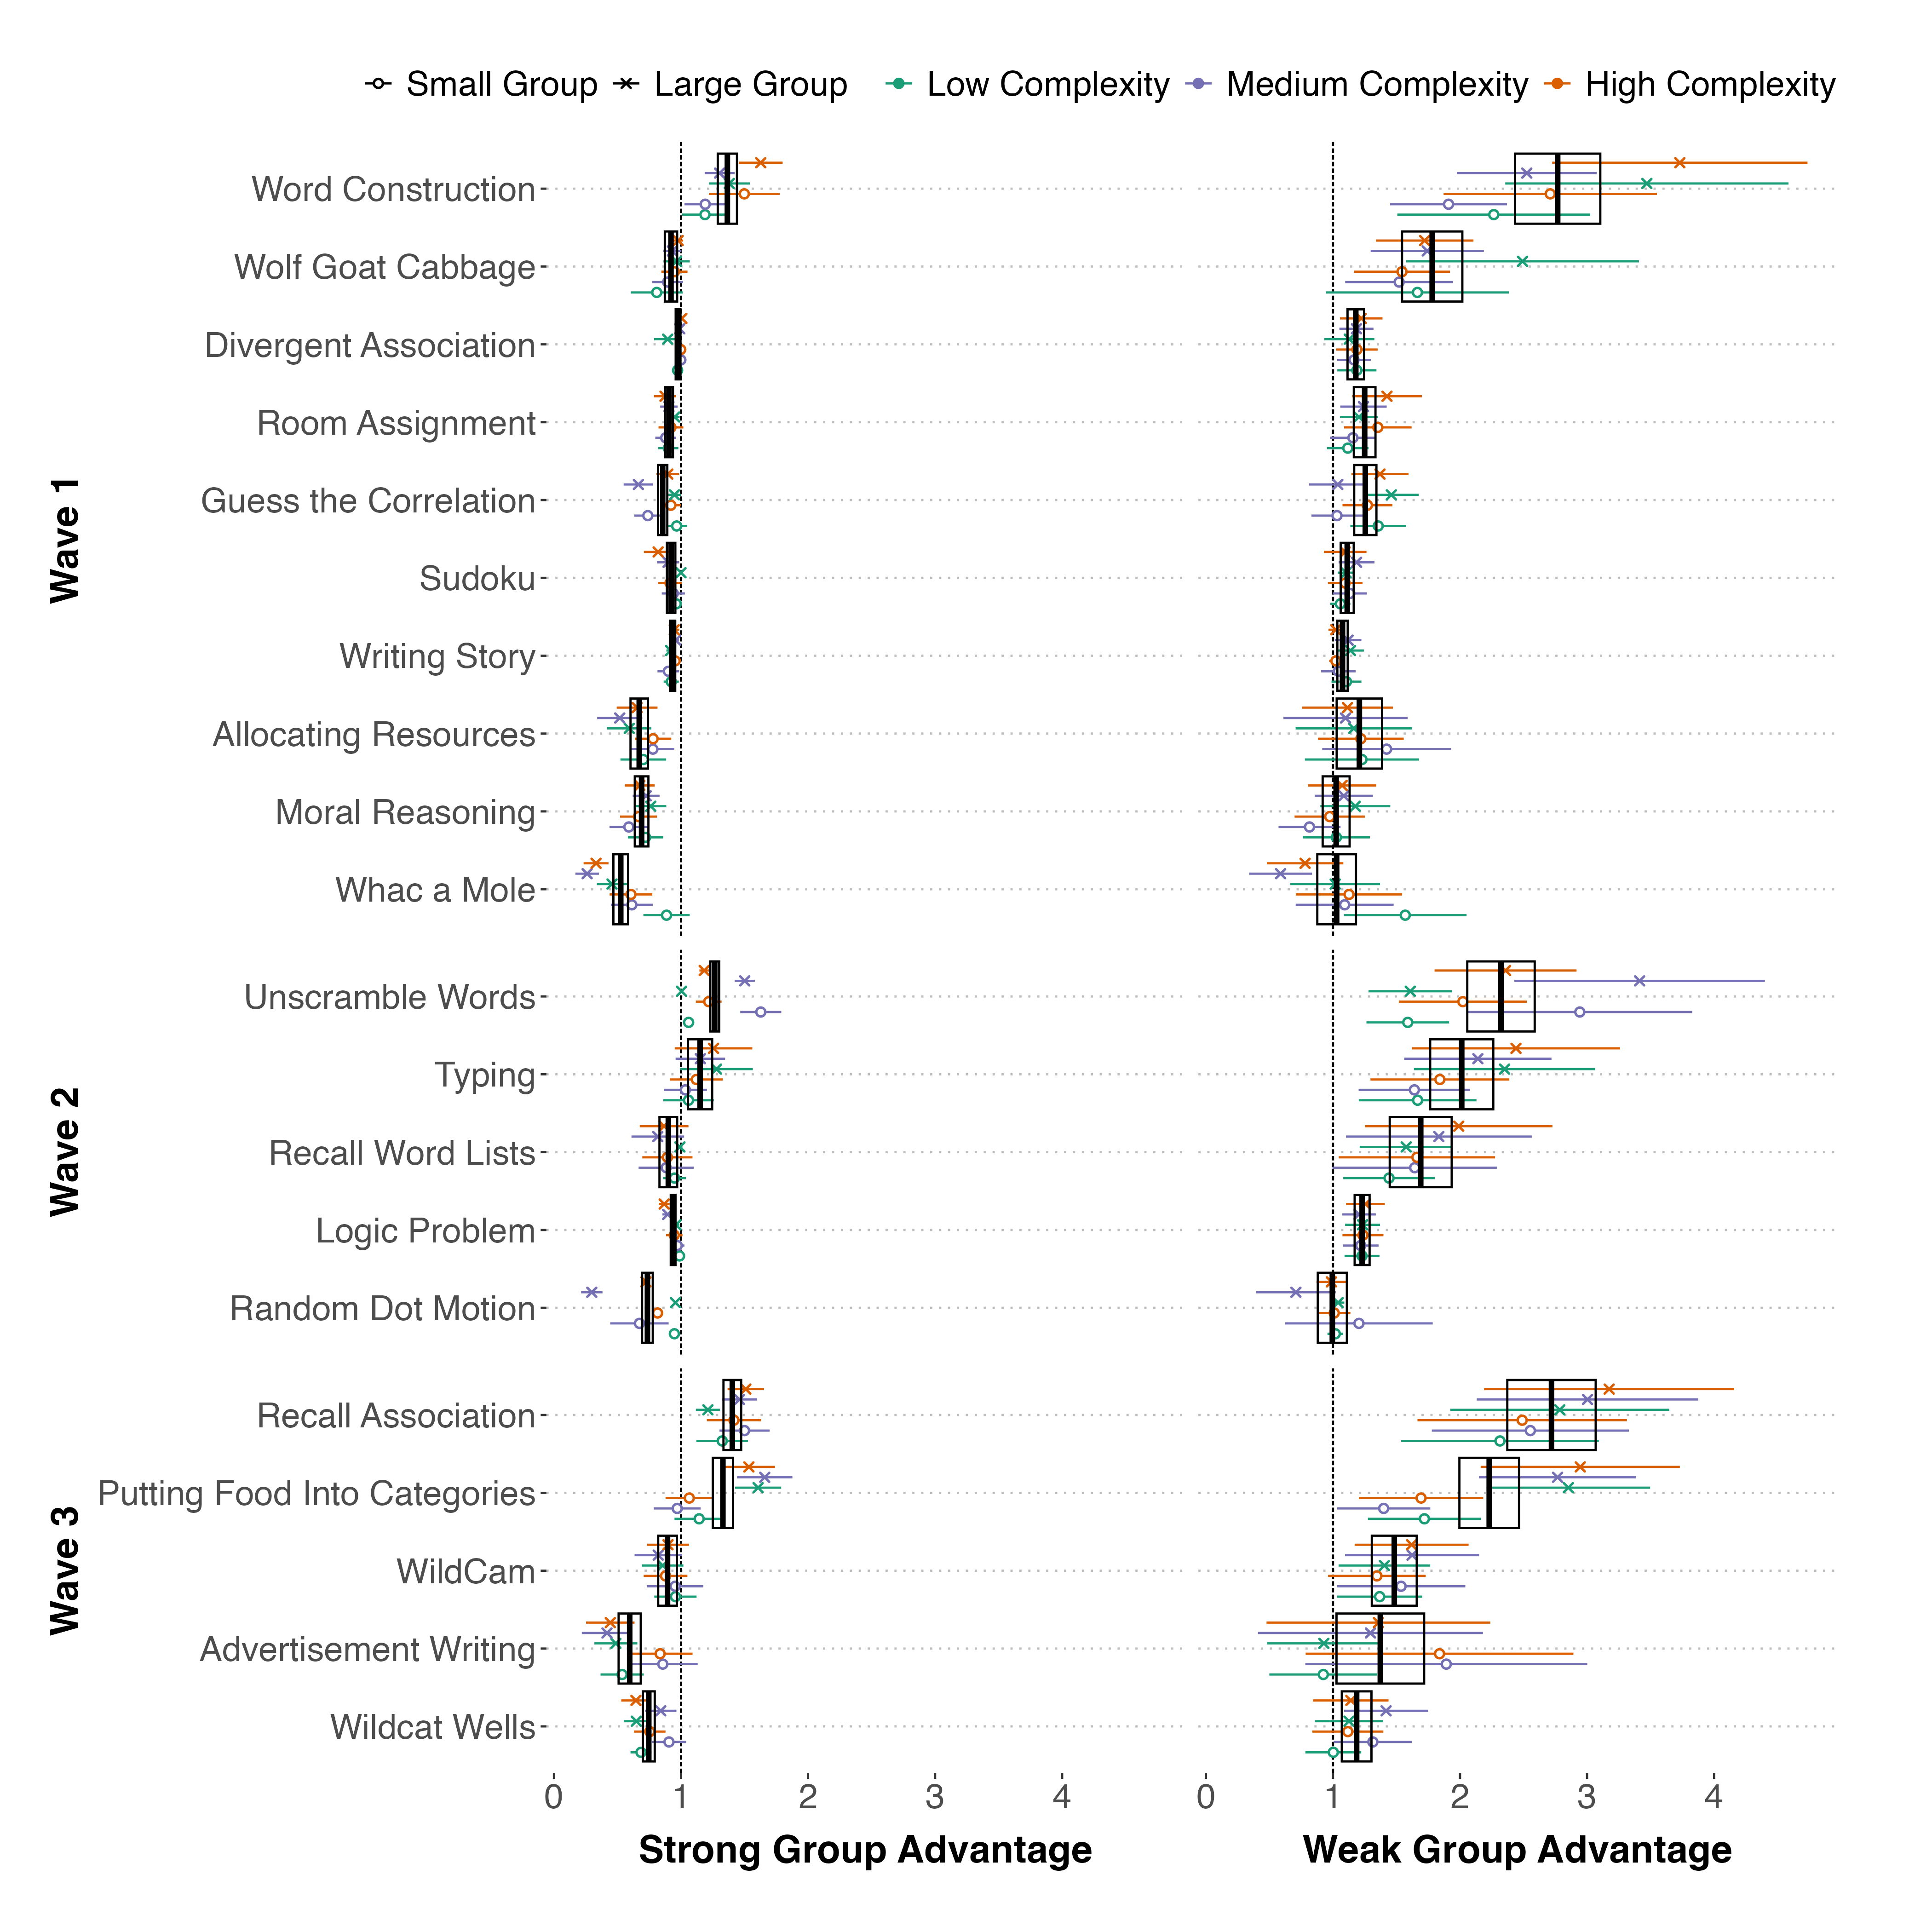 Small Group Large Group Low Complexity Medium Complexity High Complexity
Wave 1
Word Construction
Wolf Goat Cabbage
Divergent Association
Room Assignment
Guess the Correlation
Sudoku
Writing Story
Allocating Resources
Moral Reasoning
Whac a Mole
Wave 2
Unscramble Words
Typing
Recall Word Lists
Logic Problem
Random Dot Motion
Wave 3
Recall Association
Putting Food Into Categories
WildCam
Advertisement Writing
Wildcat Wells
0 1 2 3 4 0 1 2 3 4
Strong Group Advantage Weak Group Advantage